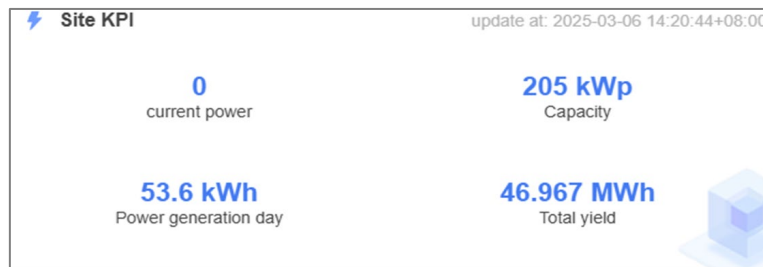 Site KPI
update at: 2025-03-06 14:20:44+08:00
0
current power
205 kWp
Capacity
53.6 kWh
Power generation day
46.967 MWh
Total yield